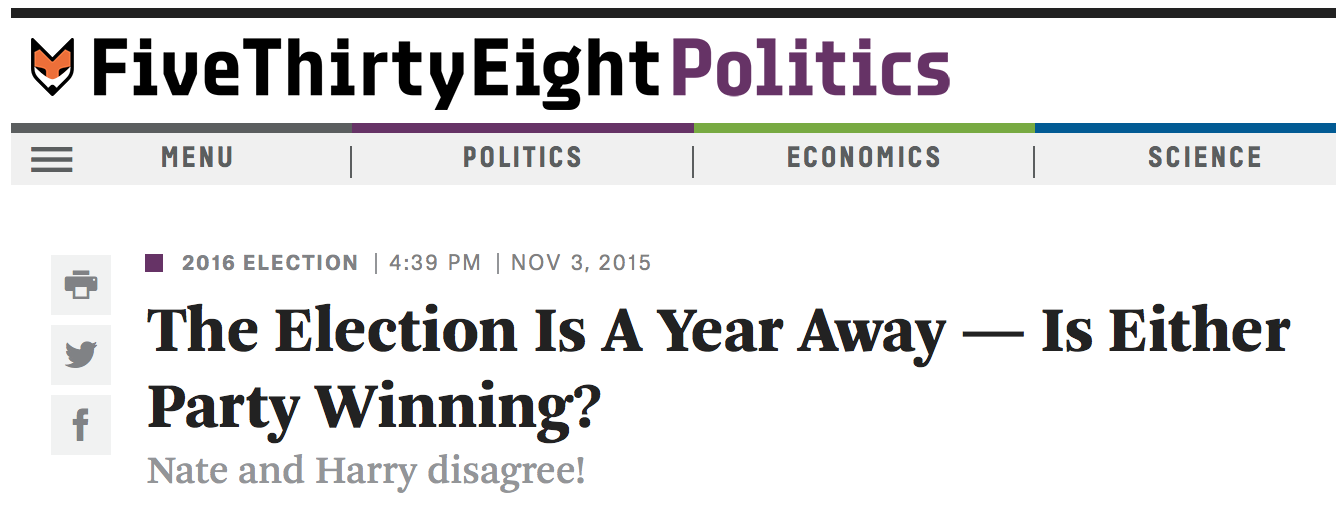 FiveThirtyEight Politics
MENU | POLITICS | ECONOMICS | SCIENCE
2016 ELECTION | 4:39 PM | NOV 3, 2015
The Election Is A Year Away — Is Either
Party Winning?
Nate and Harry disagree!